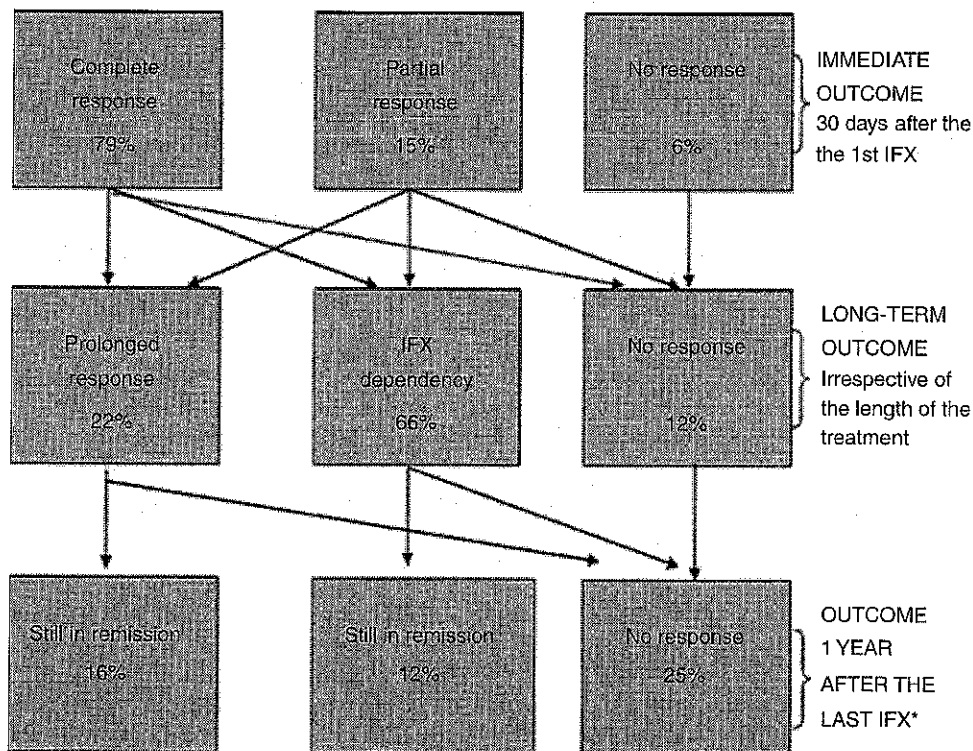 Complete
response
79%
Partial
response
15%
No response
6%
IMMEDIATE
OUTCOME
30 days after the
the 1st IFX
Prolonged
response
22%
IFX
dependency
66%
No response
12%
LONG-TERM
OUTCOME
Irrespective of
the length of the
treatment
Still in remission
16%
Still in remission
12%
No response
25%
OUTCOME
1 YEAR
AFTER THE
LAST IFX*